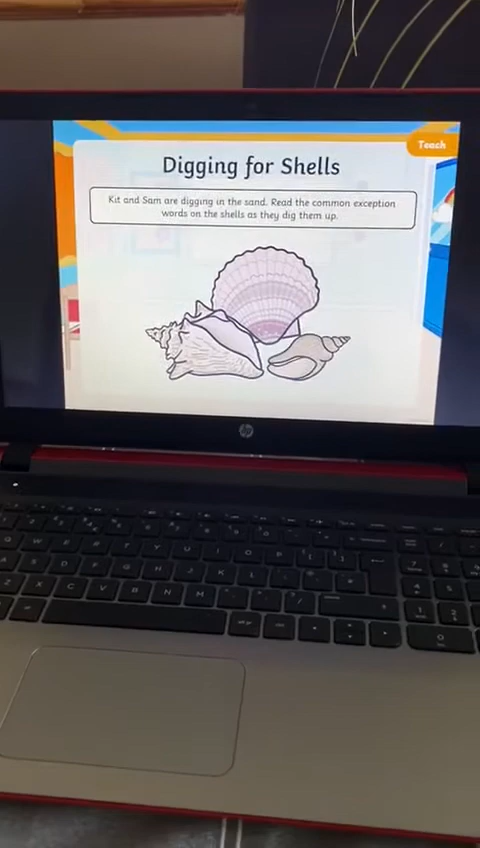 Teach
Digging for Shells
Kit and Sam are digging in the sand. Read the common exception
words on the shells as they dig them up.
hp
Q W E R T Y U I O P
A S D F G H J K L
Z X C V B N M